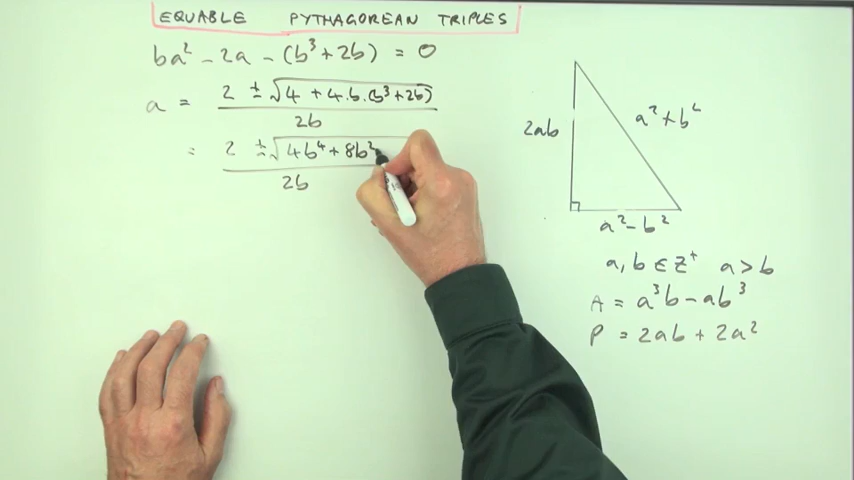 EQUABLE PYTHAGOREAN TRIPLES
ba² - 2a - (b³ + 2b) = 0
a = 2 ± √4 + 4.b.(b³ + 2b)
2b
= 2 ± √4b⁴ + 8b²
2b
2ab
a² + b²
a² - b²
a, b ∈ Z⁺ a > b
A = a³b - ab³
P = 2ab + 2a²